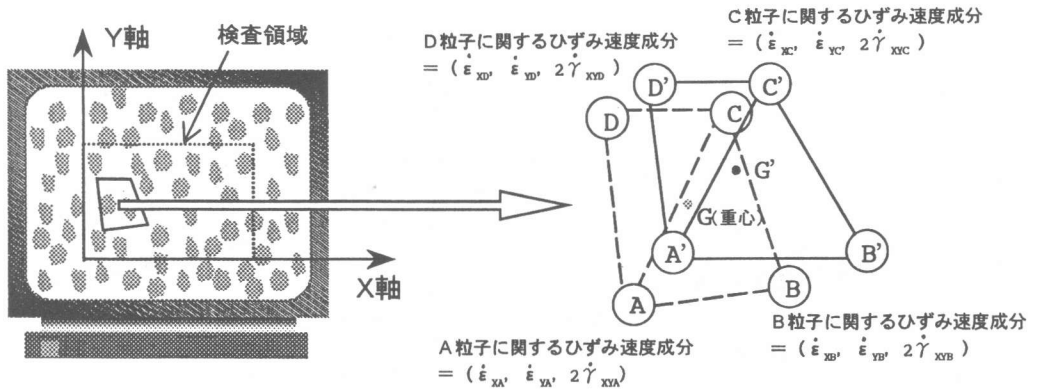 Y軸
検査領域
X軸
D粒子に関するひずみ速度成分
＝（ε̇XD, ε̇YD, 2γ̇XYD）
C粒子に関するひずみ速度成分
＝（ε̇XC, ε̇YC, 2γ̇XYC）
D'
C'
D
C
G'
G(重心)
A'
B'
A
B
A粒子に関するひずみ速度成分
＝（ε̇XA, ε̇YA, 2γ̇XYA）
B粒子に関するひずみ速度成分
＝（ε̇XB, ε̇YB, 2γ̇XYB）